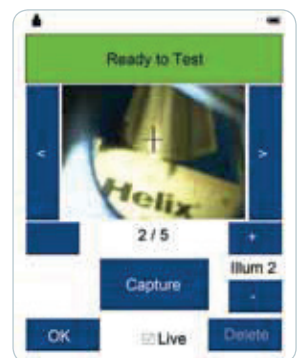 Ready to Test
<
>
Helix
2 / 5
+
Illum 2
Capture
-
OK
Live
Delete